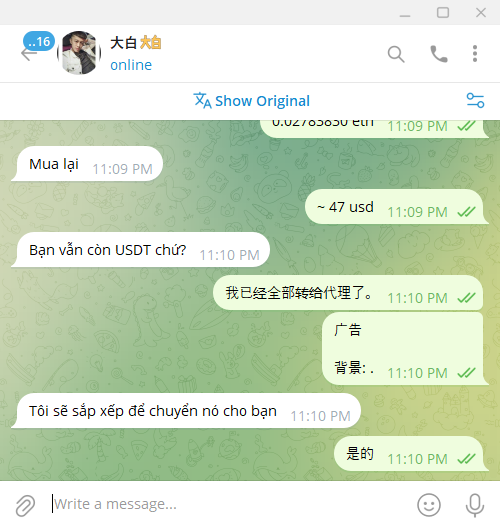 ..16
大白 大白
online
Show Original
0.02783830 eth 11:09 PM
Mua lại 11:09 PM
~ 47 usd 11:09 PM
Bạn vẫn còn USDT chứ? 11:10 PM
我已经全部转给代理了。 11:10 PM
广告
背景: . 11:10 PM
Tôi sẽ sắp xếp để chuyển nó cho bạn 11:10 PM
是的 11:10 PM
Write a message...